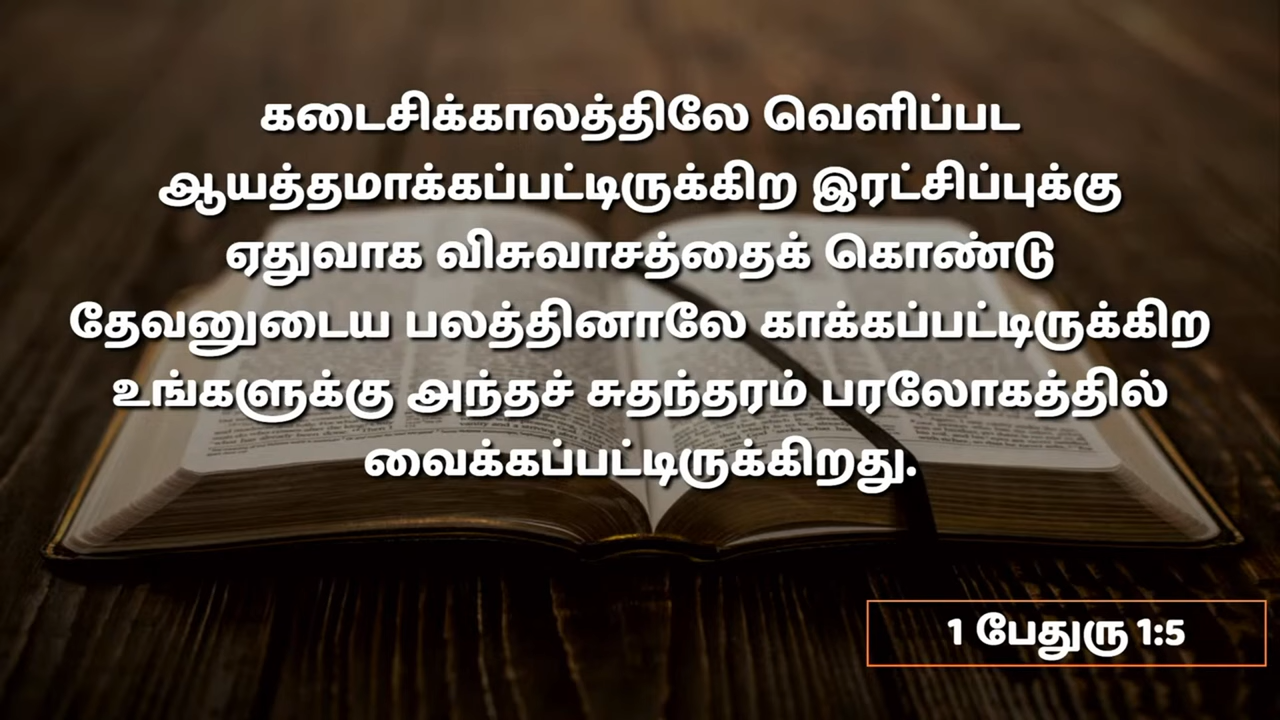 கடைசிக்காலத்திலே வெளிப்பட
ஆயத்தமாக்கப்பட்டிருக்கிற இரட்சிப்புக்கு
ஏதுவாக விசுவாசத்தைக் கொண்டு
தேவனுடைய பலத்தினாலே காக்கப்பட்டிருக்கிற
உங்களுக்கு அந்தச் சுதந்தரம் பரலோகத்தில்
வைக்கப்பட்டிருக்கிறது.
1 பேதுரு 1:5